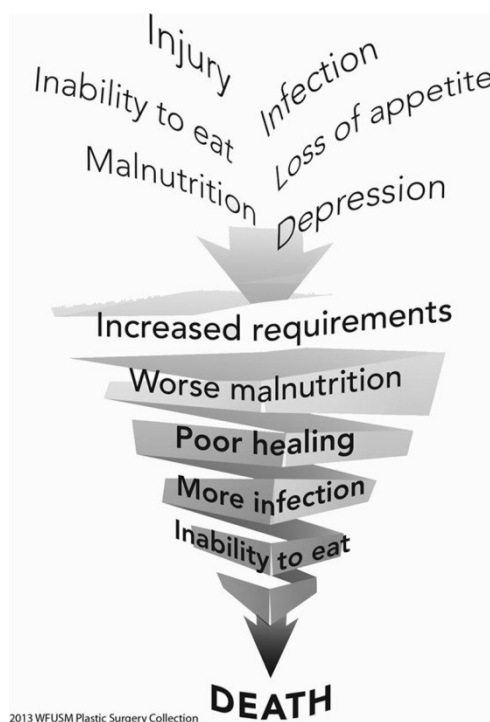 Injury
Infection
Inability to eat
Loss of appetite
Malnutrition
Depression
Increased requirements
Worse malnutrition
Poor healing
More infection
Inability to eat
DEATH
2013 WFUSM Plastic Surgery Collection